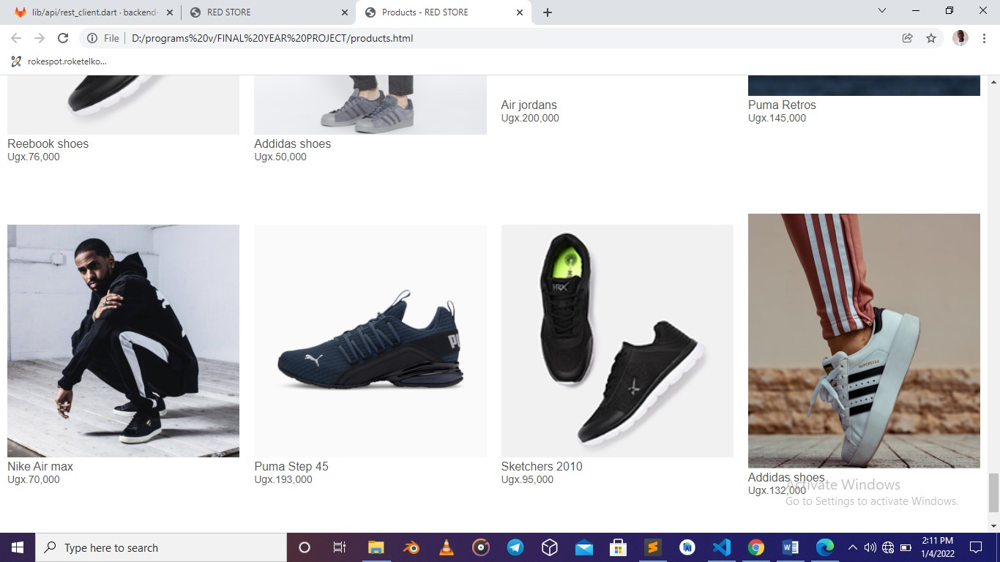 lib/api/rest_client.dart · backend-
RED STORE
Products - RED STORE
File
D:/programs%20v/FINAL%20YEAR%20PROJECT/products.html
rokespot.roketelko...
Air jordans
Ugx.200,000
Puma Retros
Ugx.145,000
Reebook shoes
Ugx.76,000
Addidas shoes
Ugx.50,000
HRX
SUPERSTAR
PU
Nike Air max
Ugx.70,000
Puma Step 45
Ugx.193,000
Sketchers 2010
Ugx.95,000
Addidas shoes
Ugx.132,000
Activate Windows
Go to Settings to activate Windows.
Type here to search
2:11 PM
1/4/2022